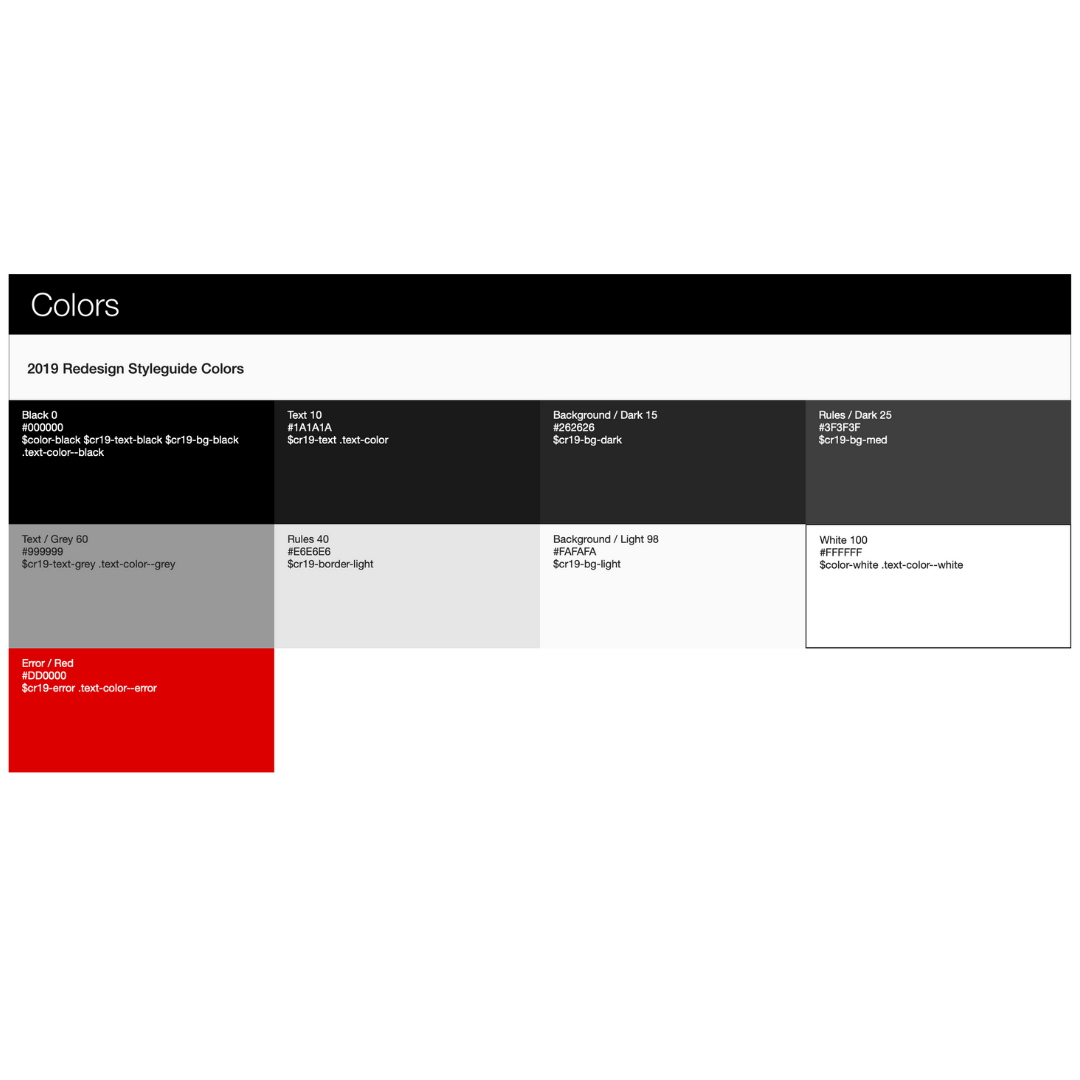 Colors
2019 Redesign Styleguide Colors
Black 0
#000000
$color-black $cr19-text-black $cr19-bg-black
.text-color--black
Text 10
#1A1A1A
$cr19-text .text-color
Background / Dark 15
#262626
$cr19-bg-dark
Rules / Dark 25
#3F3F3F
$cr19-bg-med
Text / Grey 60
#999999
$cr19-text-grey .text-color--grey
Rules 40
#E6E6E6
$cr19-border-light
Background / Light 98
#FAFAFA
$cr19-bg-light
White 100
#FFFFFF
$color-white .text-color--white
Error / Red
#DD0000
$cr19-error .text-color--error